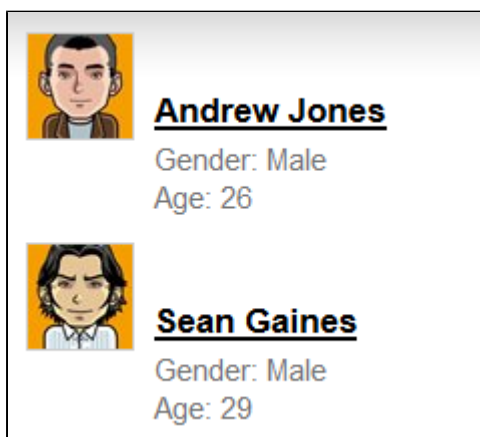 Andrew Jones
Gender: Male
Age: 26
Sean Gaines
Gender: Male
Age: 29